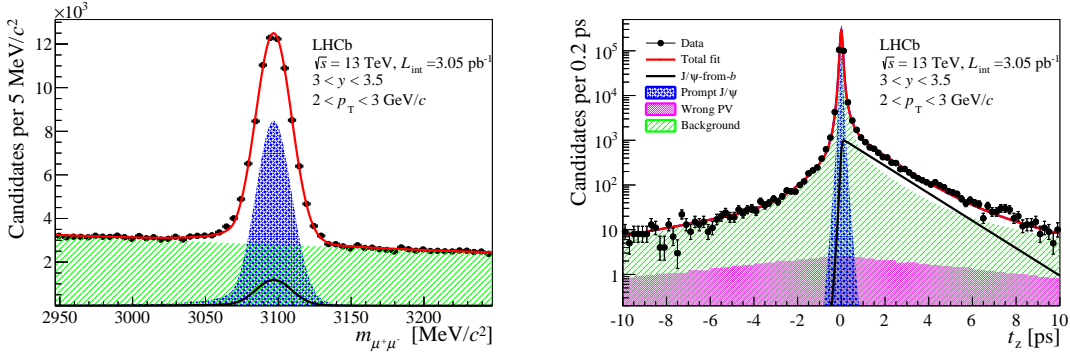 ×10³
Candidates per 5 MeV/c²
12
10
8
6
4
2
LHCb
√s = 13 TeV, L_int =3.05 pb⁻¹
3 < y < 3.5
2 < p_T < 3 GeV/c
2950 3000 3050 3100 3150 3200
m_μ⁺μ⁻ [MeV/c²]
Candidates per 0.2 ps
10⁵
10⁴
10³
10²
10
1
Data
Total fit
J/ψ-from-b
Prompt J/ψ
Wrong PV
Background
LHCb
√s = 13 TeV, L_int =3.05 pb⁻¹
3 < y < 3.5
2 < p_T < 3 GeV/c
-10 -8 -6 -4 -2 0 2 4 6 8 10
t_z [ps]